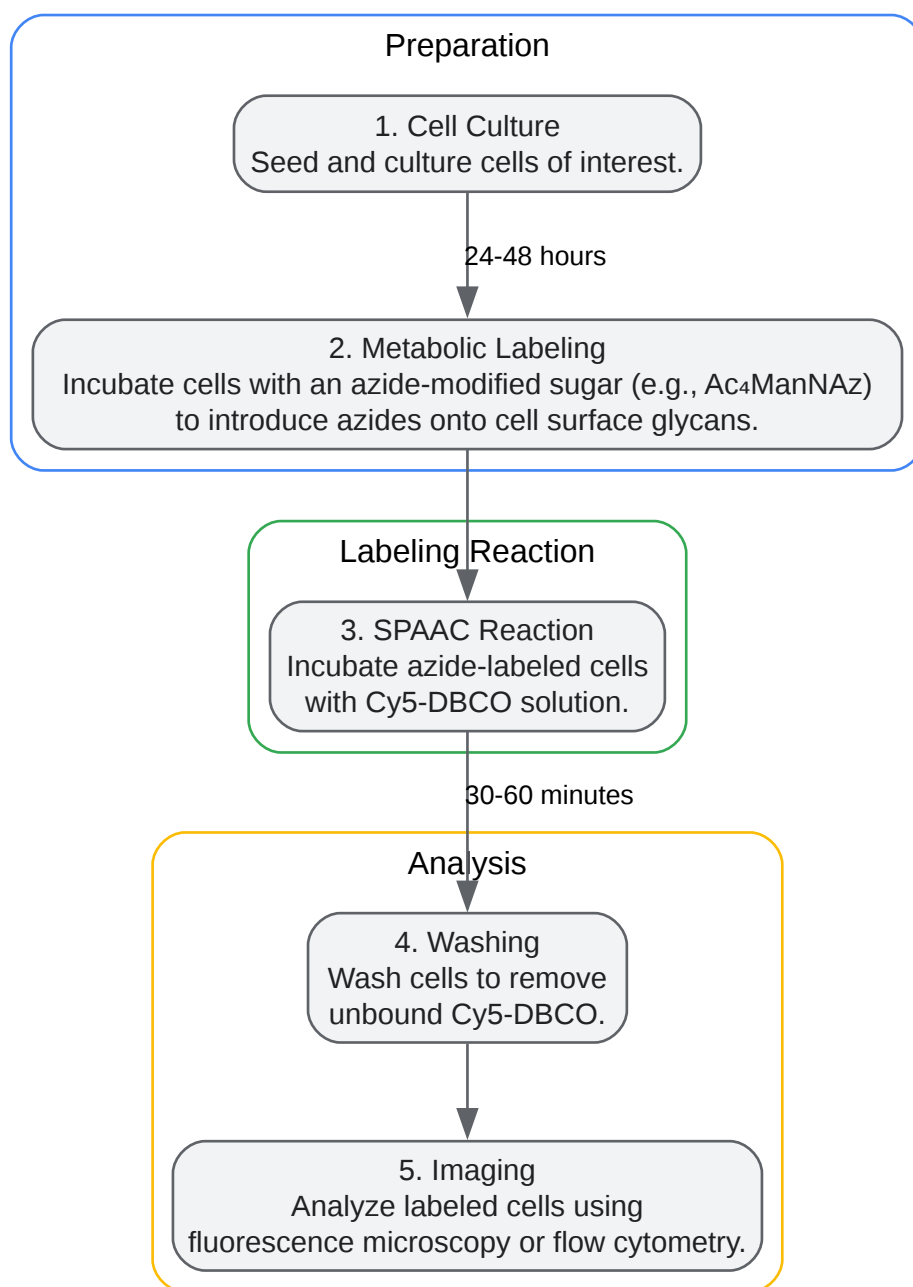 Preparation
1. Cell Culture
Seed and culture cells of interest.
24-48 hours
2. Metabolic Labeling
Incubate cells with an azide-modified sugar (e.g., Ac₄ManNAz)
to introduce azides onto cell surface glycans.
Labeling Reaction
3. SPAAC Reaction
Incubate azide-labeled cells
with Cy5-DBCO solution.
30-60 minutes
Analysis
4. Washing
Wash cells to remove
unbound Cy5-DBCO.
5. Imaging
Analyze labeled cells using
fluorescence microscopy or flow cytometry.